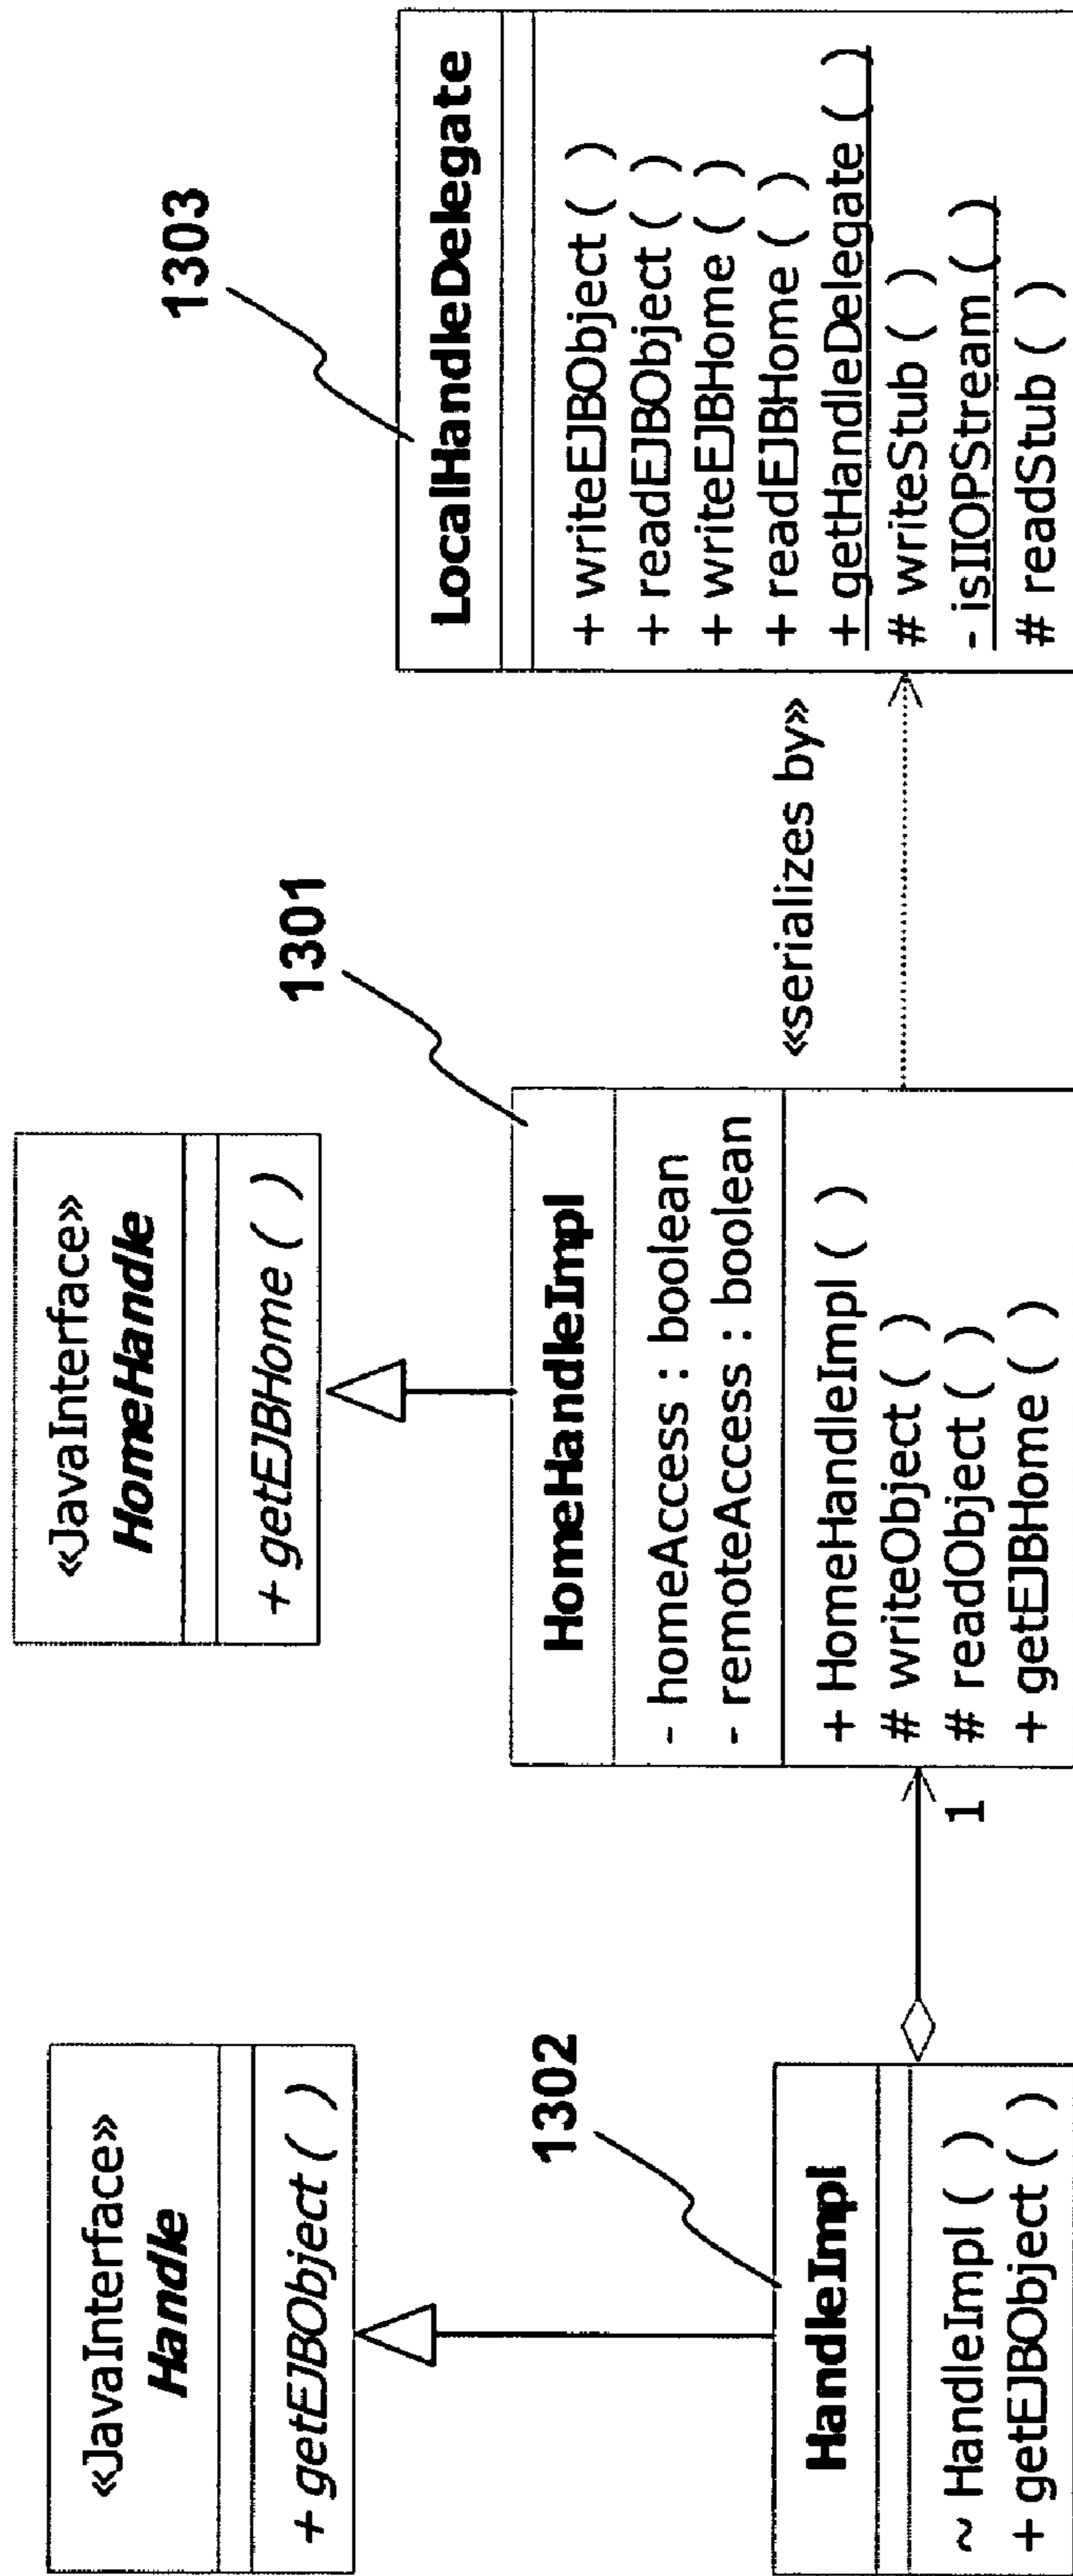 «JavaInterface»
Handle
+ getEJBObject ( )
1302
HandleImpl
~ HandleImpl ( )
+ getEJBObject ( )
1
«JavaInterface»
HomeHandle
+ getEJBHome ( )
1301
HomeHandleImpl
- homeAccess : boolean
- remoteAccess : boolean
+ HomeHandleImpl ( )
# writeObject ( )
# readObject ( )
+ getEJBHome ( )
«serializes by»
1303
LocalHandleDelegate
+ writeEJBObject ( )
+ readEJBObject ( )
+ writeEJBHome ( )
+ readEJBHome ( )
+ getHandleDelegate ( )
# writeStub ( )
- isIIOPStream ( )
# readStub ( )